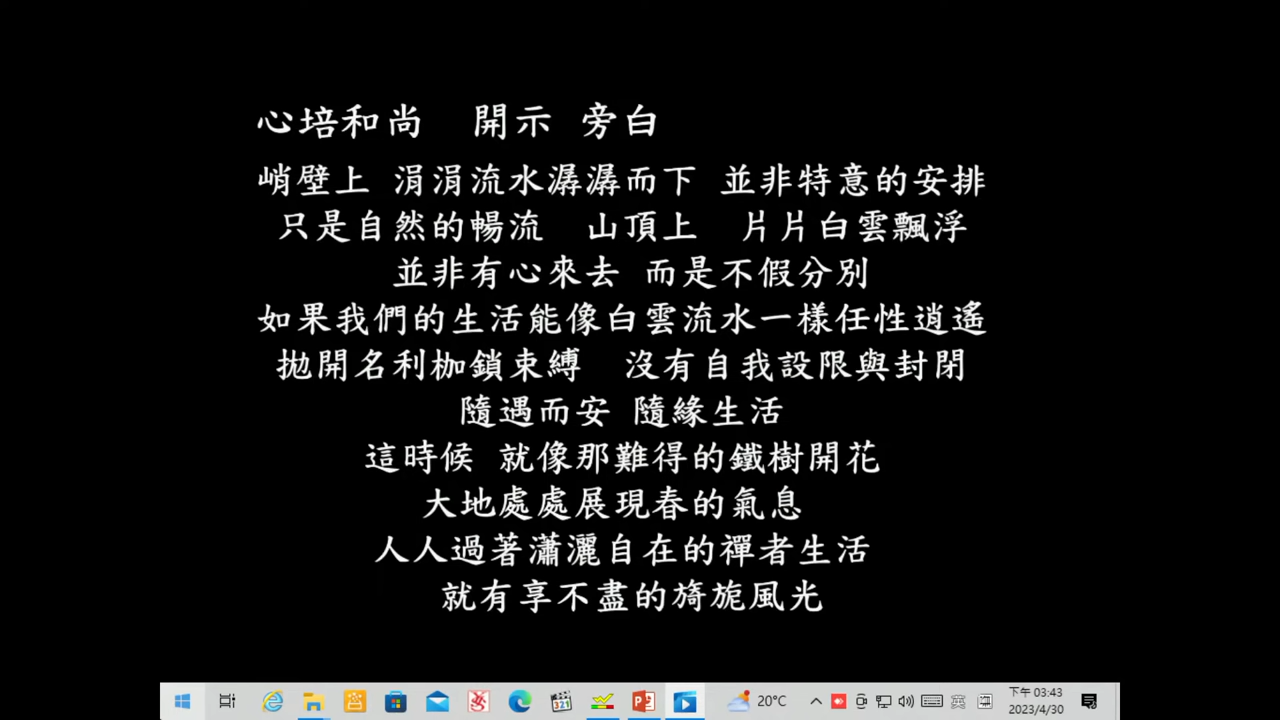 心培和尚　開示 旁白
峭壁上 涓涓流水潺潺而下 並非特意的安排
只是自然的暢流　山頂上　片片白雲飄浮
並非有心來去 而是不假分別
如果我們的生活能像白雲流水一樣任性逍遙
拋開名利枷鎖束縛　沒有自我設限與封閉
隨遇而安 隨緣生活
這時候 就像那難得的鐵樹開花
大地處處展現春的氣息
人人過著瀟灑自在的禪者生活
就有享不盡的旖旎風光
321
20°C
英
下午 03:43
2023/4/30